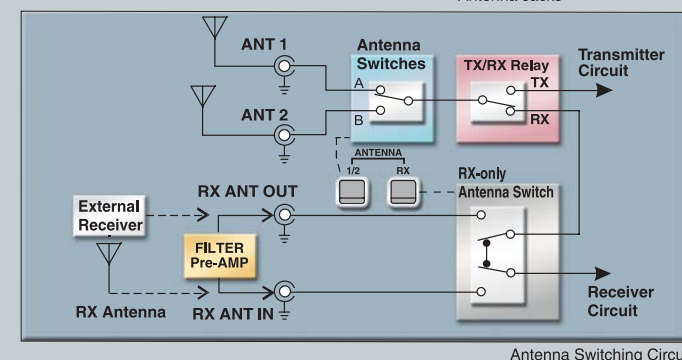 Antenna Jacks
ANT 1
Antenna
Switches
TX/RX Relay
Transmitter
Circuit
A
TX
ANT 2
B
RX
ANTENNA
1/2
RX
RX-only
Antenna Switch
RX ANT OUT
External
Receiver
FILTER
Pre-AMP
RX Antenna
RX ANT IN
Receiver
Circuit
Antenna Switching Circu